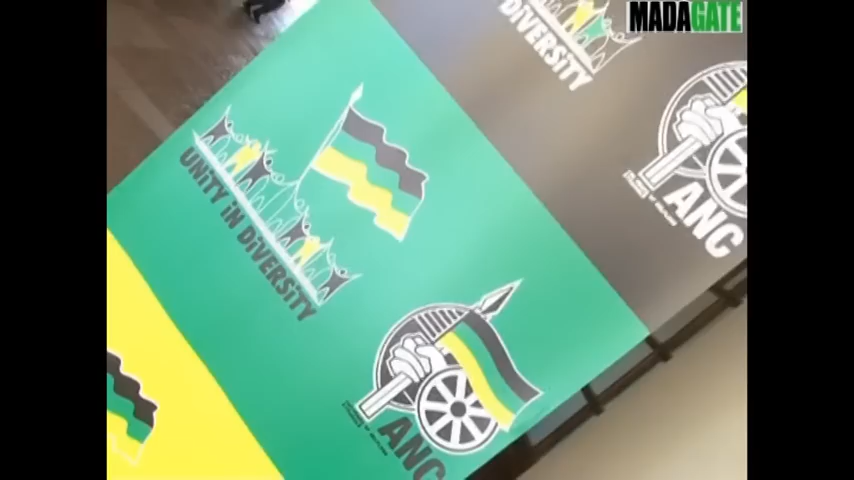 MADAGATE
DiVERSiTY
ANC
UNiTY iN DiVERSiTY
ANC